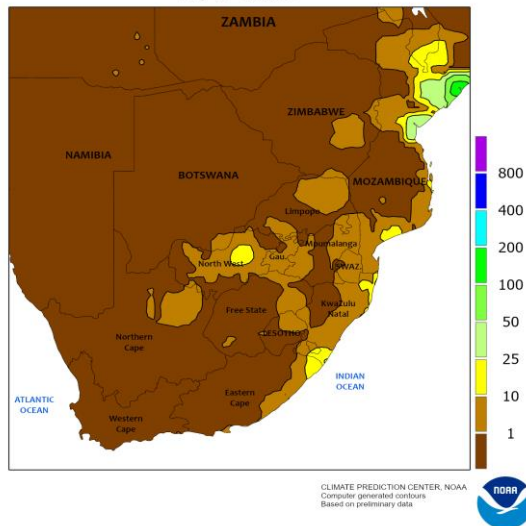 ZAMBIA
ZIMBABWE
NAMIBIA
BOTSWANA
MOZAMBIQUE
Limpopo
Mpumalanga
North West
Gau.
SWAZ.
Free State
KwaZulu
Natal
LESOTHO
Northern
Cape
Eastern
Cape
Western
Cape
ATLANTIC
OCEAN
INDIAN
OCEAN
800
400
200
100
50
25
10
1
CLIMATE PREDICTION CENTER, NOAA
Computer generated contours
Based on preliminary data
NOAA